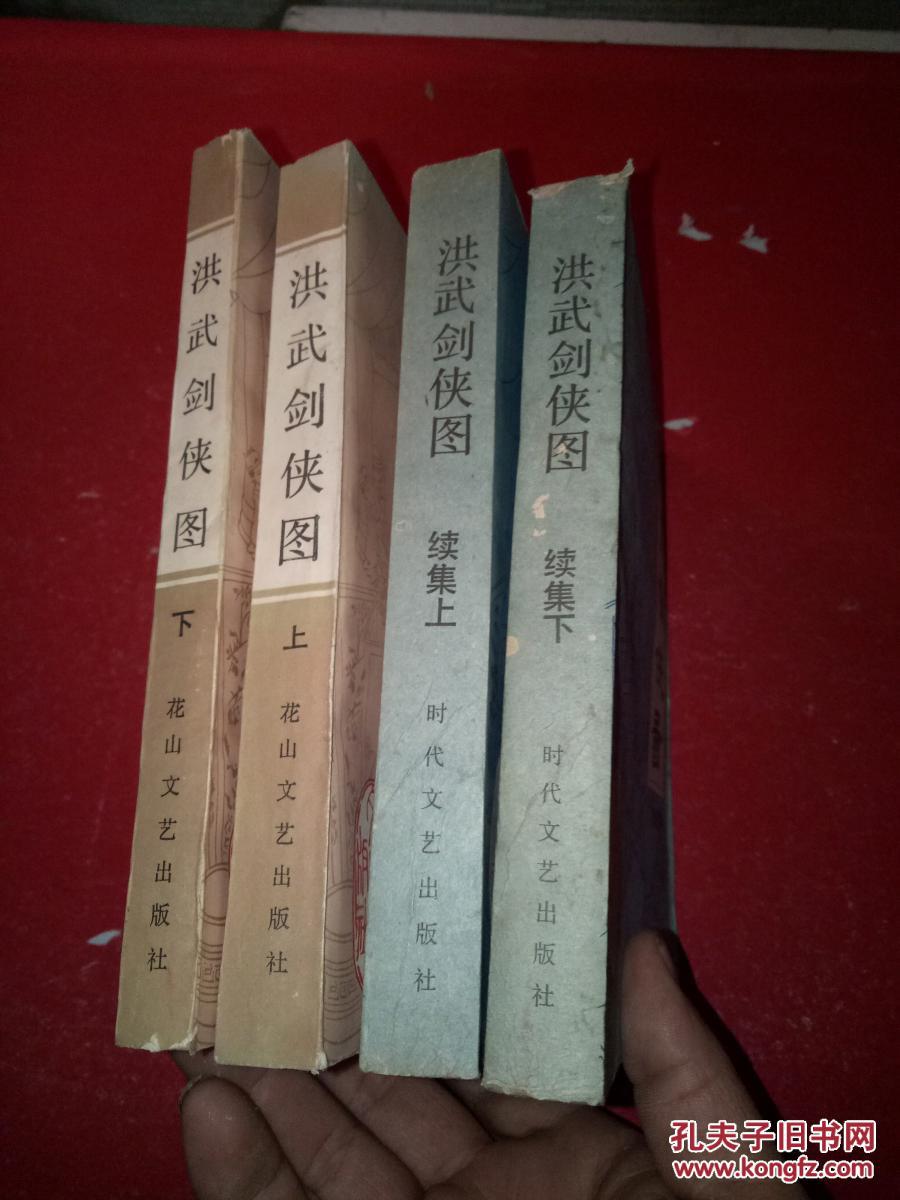 洪武剑侠图
下
花山文艺出版社
洪武剑侠图
上
花山文艺出版社
洪武剑侠图
续集上
时代文艺出版社
洪武剑侠图
续集下
时代文艺出版社
孔夫子旧书网
www.kongfz.com